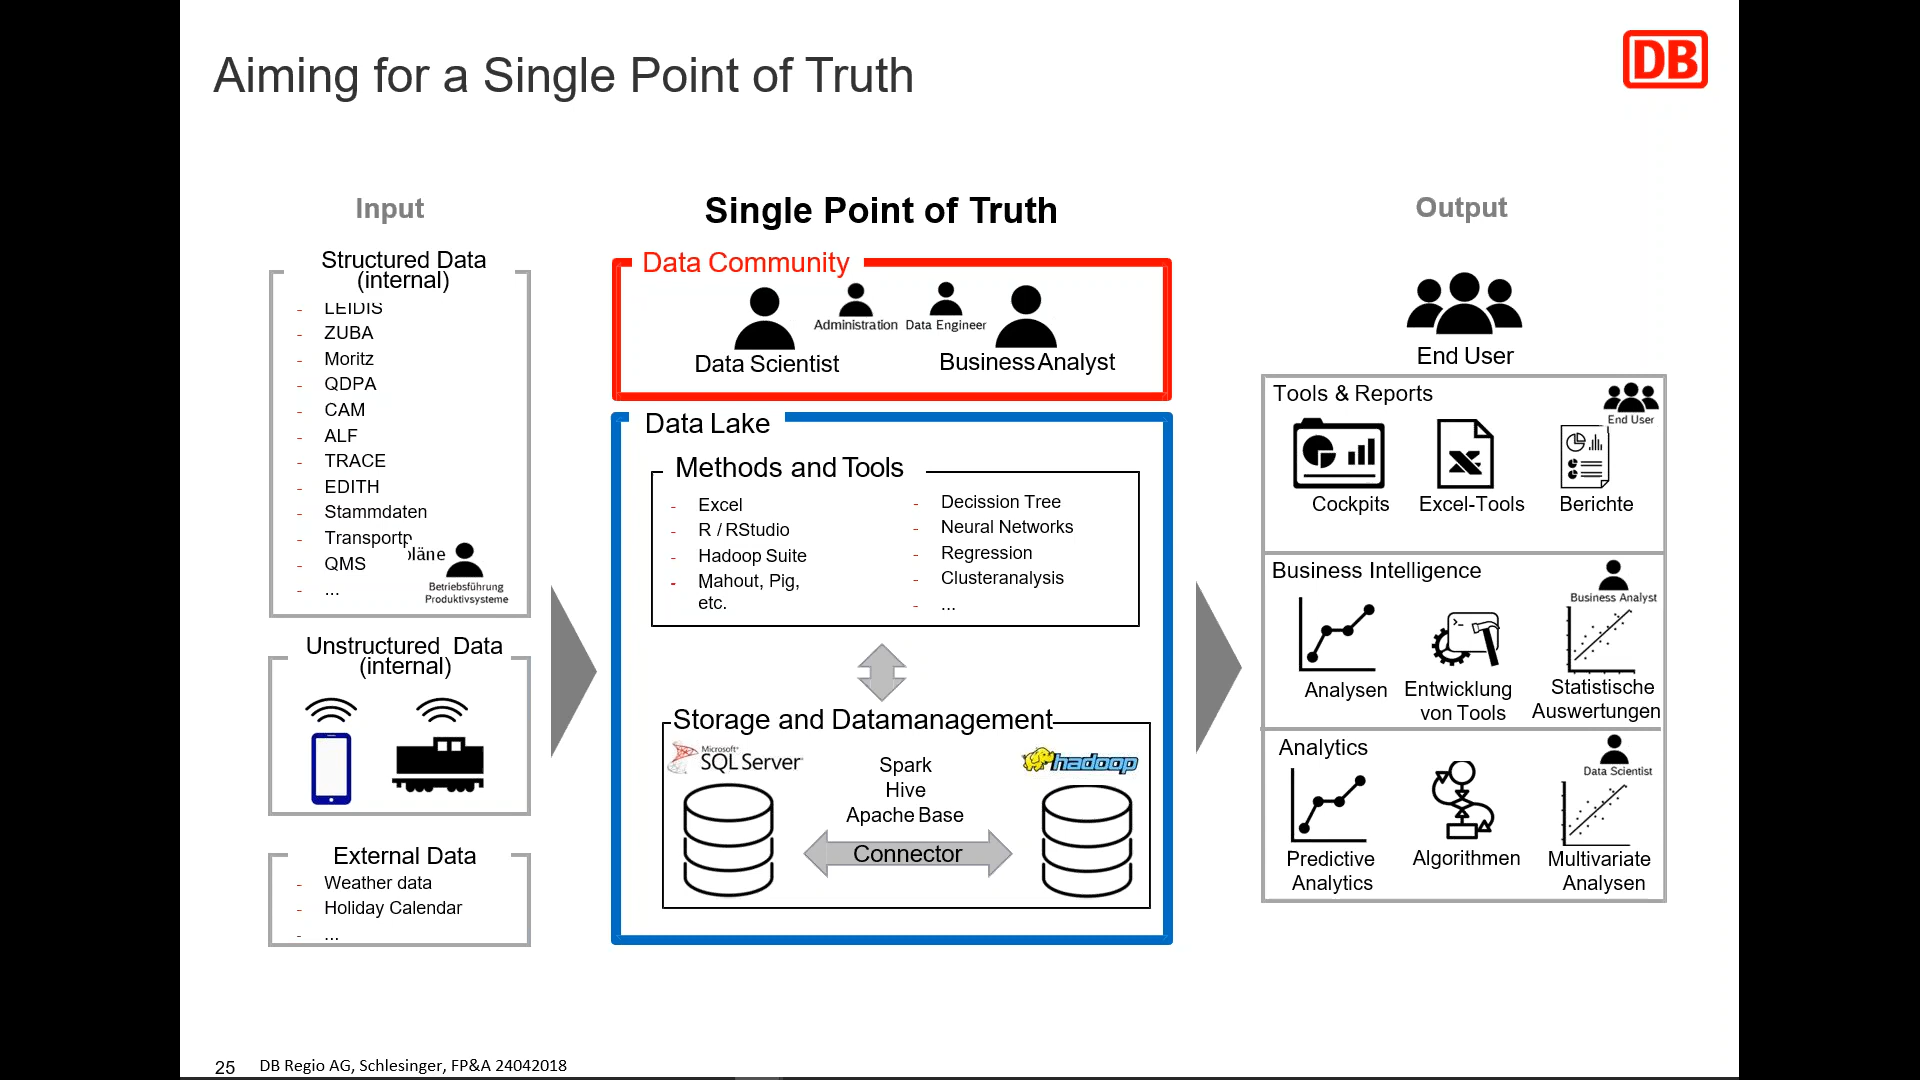 Aiming for a Single Point of Truth
DB
Input
Structured Data
(internal)
- LEIDIS
- ZUBA
- Moritz
- QDPA
- CAM
- ALF
- TRACE
- EDITH
- Stammdaten
- Transportpläne
- QMS
- ...
Betriebsführung
Produktivsysteme
Unstructured Data
(internal)
External Data
- Weather data
- Holiday Calendar
- ...
Single Point of Truth
Data Community
Administration
Data Engineer
Data Scientist
Business Analyst
Data Lake
Methods and Tools
- Excel
- R / RStudio
- Hadoop Suite
- Mahout, Pig,
etc.
- Decission Tree
- Neural Networks
- Regression
- Clusteranalysis
- ...
Storage and Datamanagement
Microsoft®
SQL Server
Spark
Hive
Apache Base
hadoop
Connector
Output
End User
Tools & Reports
End User
Cockpits
Excel-Tools
Berichte
Business Intelligence
Business Analyst
Analysen
Entwicklung
von Tools
Statistische
Auswertungen
Analytics
Data Scientist
Predictive
Analytics
Algorithmen
Multivariate
Analysen
25
DB Regio AG, Schlesinger, FP&A 24042018